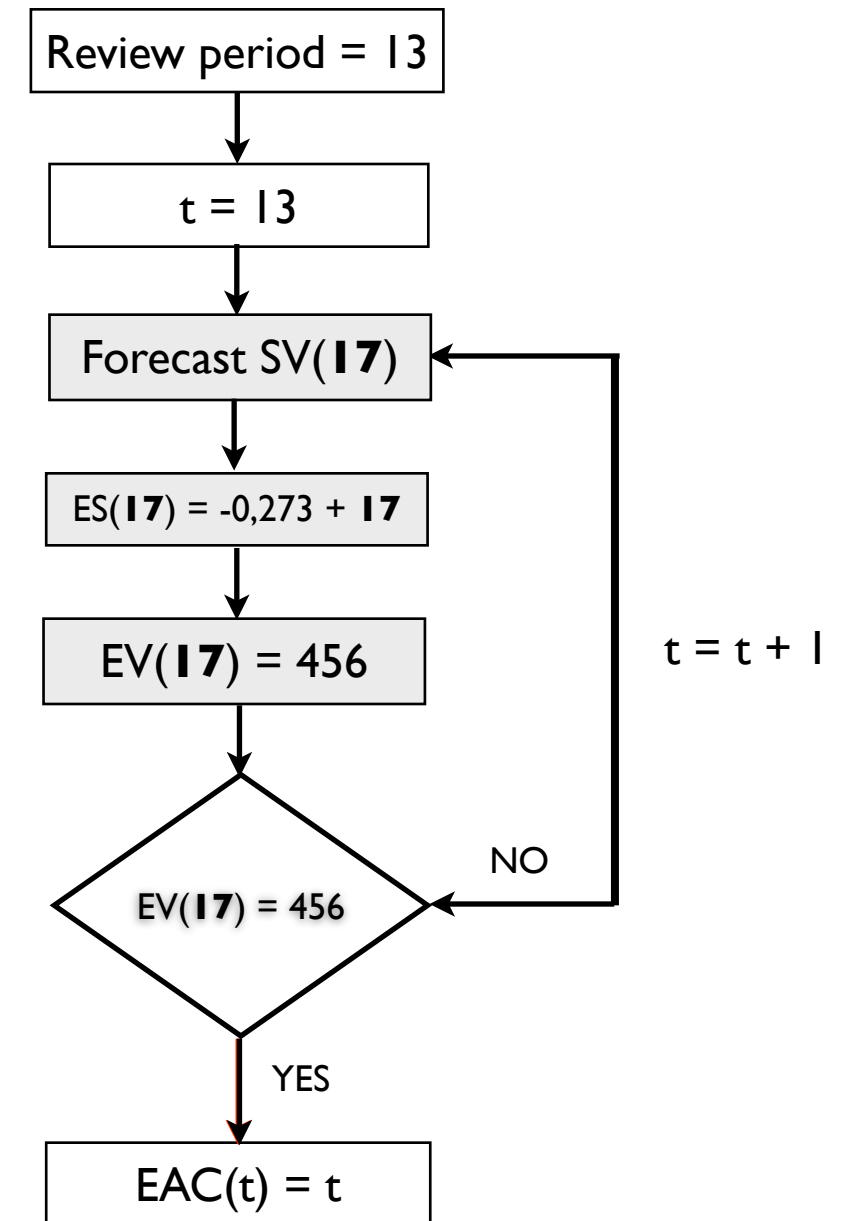 Review period = 13
t = 13
Forecast SV(17)
ES(17) = -0,273 + 17
EV(17) = 456
t = t + 1
NO
EV(17) = 456
YES
EAC(t) = t